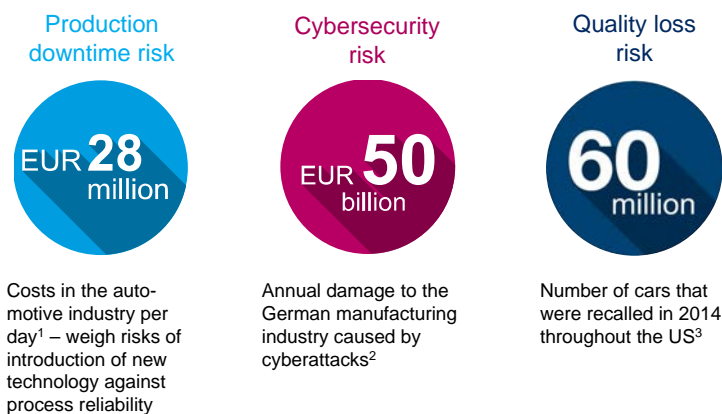 Production
downtime risk
EUR 28
million
Costs in the auto-
motive industry per
day¹ – weigh risks of
introduction of new
technology against
process reliability
Cybersecurity
risk
EUR 50
billion
Annual damage to the
German manufacturing
industry caused by
cyberattacks²
Quality loss
risk
60
million
Number of cars that
were recalled in 2014
throughout the US³